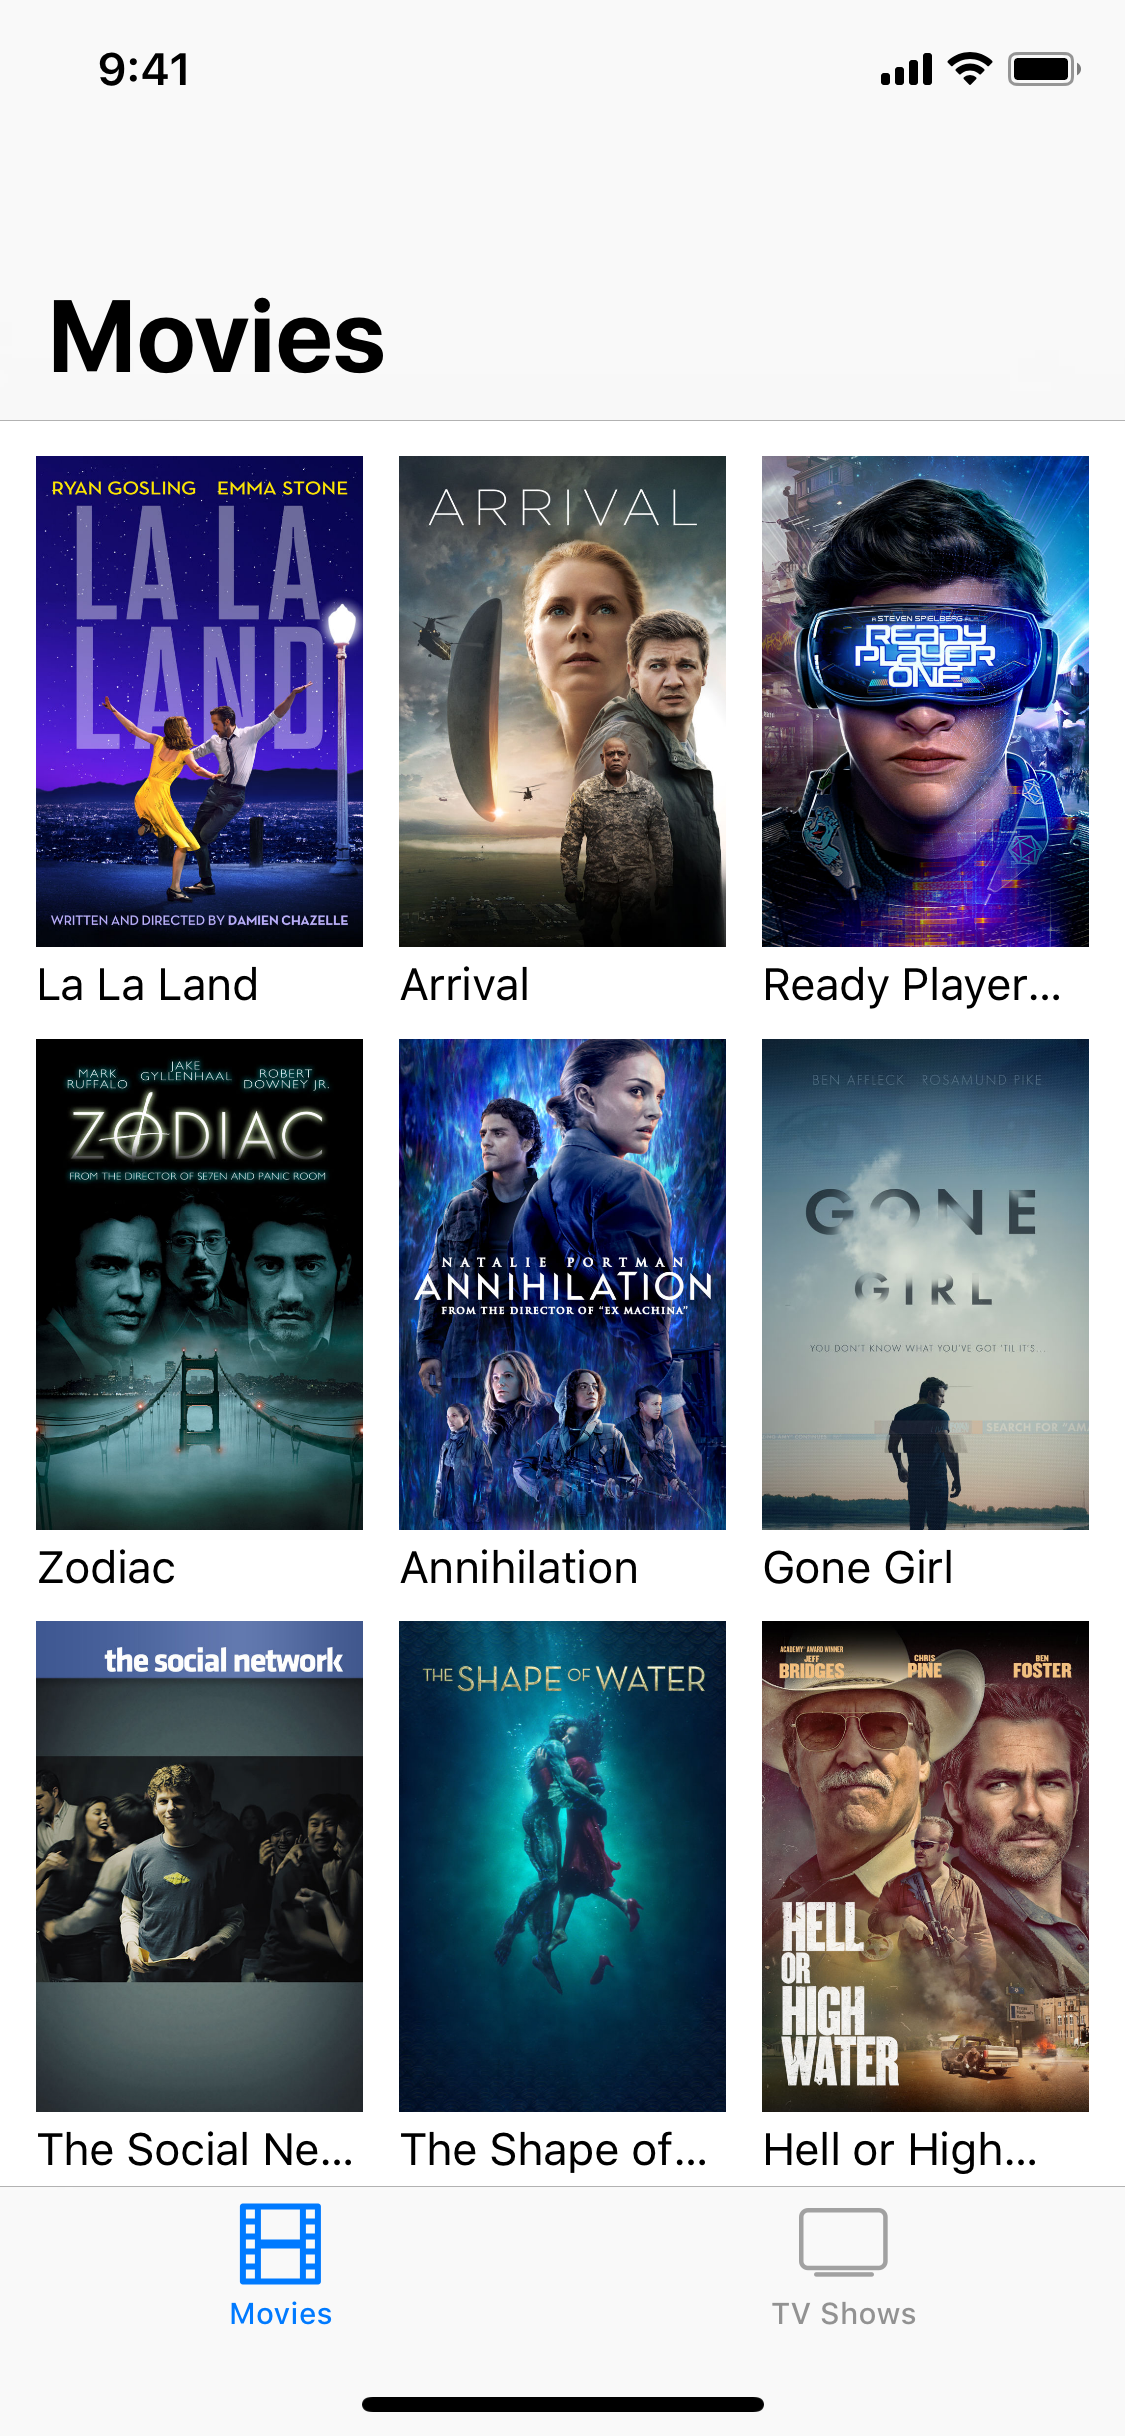 9:41
Movies
RYAN GOSLING EMMA STONE
LA LA
LAND
WRITTEN AND DIRECTED BY DAMIEN CHAZELLE
ARRIVAL
A STEVEN SPIELBERG FILM
READY
PLAYER
ONE
La La Land
Arrival
Ready Player...
MARK RUFFALO
JAKE GYLLENHAAL
ROBERT DOWNEY JR.
ZODIAC
FROM THE DIRECTOR OF SE7EN AND PANIC ROOM
NATALIE PORTMAN
ANNIHILATION
FROM THE DIRECTOR OF "EX MACHINA"
BEN AFFLECK ROSAMUND PIKE
GONE
GIRL
YOU DON'T KNOW WHAT YOU'VE GOT 'TIL IT'S...
SEARCH FOR "AMA
Zodiac
Annihilation
Gone Girl
the social network
THE SHAPE OF WATER
ACADEMY AWARD WINNER
JEFF BRIDGES
CHRIS PINE
BEN FOSTER
HELL
OR
HIGH
WATER
The Social Ne...
The Shape of...
Hell or High...
Movies
TV Shows